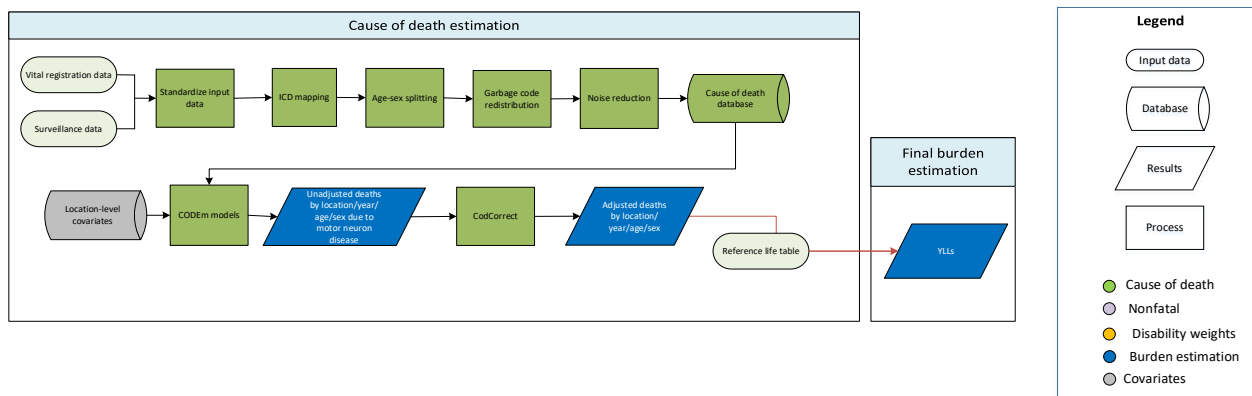 Cause of death estimation
Vital registration data
Surveillance data
Standardize input
data
ICD mapping
Age-sex splitting
Garbage code
redistribution
Noise reduction
Cause of death
database
Location-level
covariates
CODEm models
Unadjusted deaths
by location/year/
age/sex due to
motor neuron
disease
CodCorrect
Adjusted deaths
by location/
year/age/sex
Reference life table
Final burden
estimation
YLLs
Legend
Input data
Database
Results
Process
Cause of death
Nonfatal
Disability weights
Burden estimation
Covariates